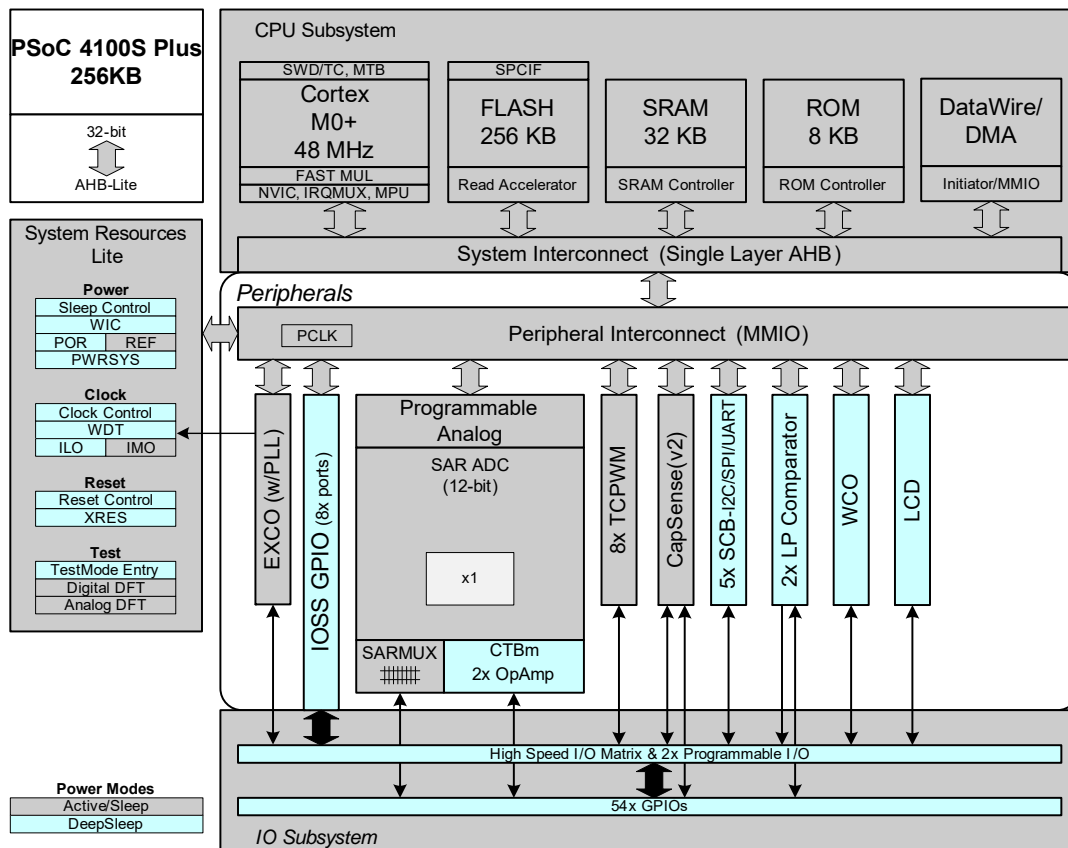 PSoC 4100S Plus
256KB
32-bit
AHB-Lite
CPU Subsystem
SWD/TC, MTB
Cortex
M0+
48 MHz
FAST MUL
NVIC, IRQMUX, MPU
SPCIF
FLASH
256 KB
Read Accelerator
SRAM
32 KB
SRAM Controller
ROM
8 KB
ROM Controller
DataWire/
DMA
Initiator/MMIO
System Interconnect (Single Layer AHB)
System Resources
Lite
Power
Sleep Control
WIC
POR
REF
PWRSYS
Clock
Clock Control
WDT
ILO
IMO
Reset
Reset Control
XRES
Test
TestMode Entry
Digital DFT
Analog DFT
Peripherals
PCLK
Peripheral Interconnect (MMIO)
EXCO (w/PLL)
IOSS GPIO (8x ports)
Programmable
Analog
SAR ADC
(12-bit)
x1
SARMUX
CTBm
2x OpAmp
8x TCPWM
CapSense(v2)
5x SCB-I2C/SPI/UART
2x LP Comparator
WCO
LCD
High Speed I/O Matrix & 2x Programmable I/O
54x GPIOs
IO Subsystem
Power Modes
Active/Sleep
DeepSleep